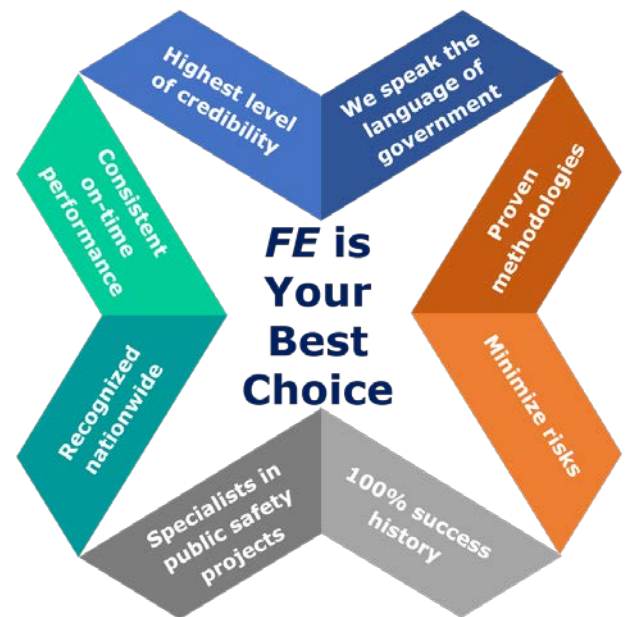 Highest level
of credibility
We speak the
language of
government
Proven
methodologies
Minimize risks
100% success
history
Specialists in
public safety
projects
Recognized
nationwide
Consistent
on-time
performance
FE is
Your
Best
Choice